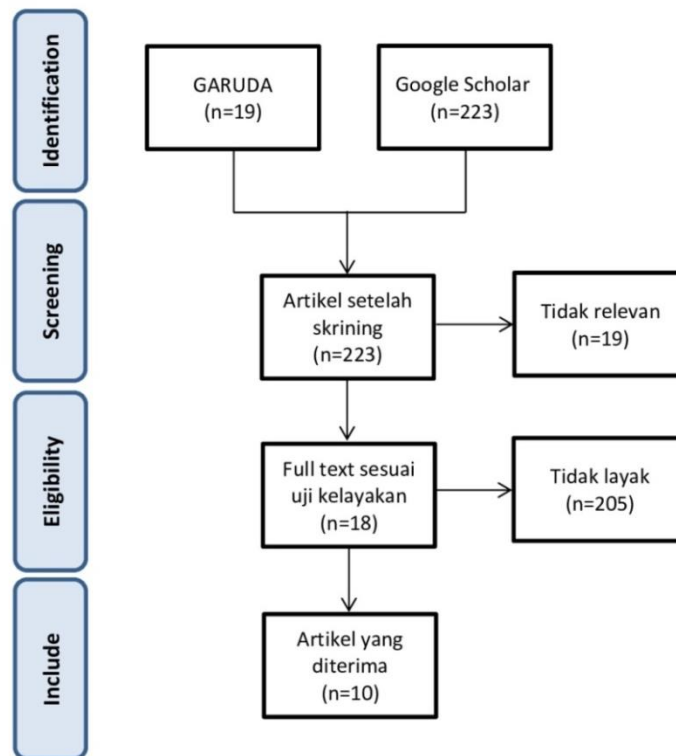 Identification
GARUDA
(n=19)
Google Scholar
(n=223)
Screening
Artikel setelah
skrining
(n=223)
Tidak relevan
(n=19)
Eligibility
Full text sesuai
uji kelayakan
(n=18)
Tidak layak
(n=205)
Include
Artikel yang
diterima
(n=10)